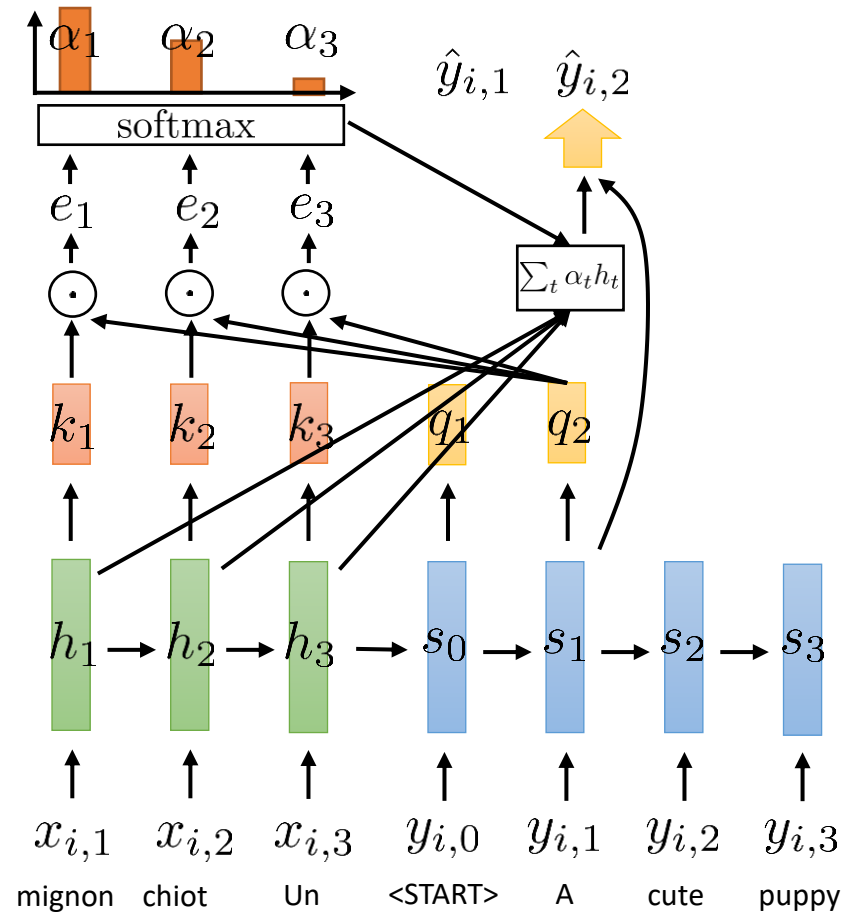 α₁ α₂ α₃
ŷᵢ,₁ ŷᵢ,₂
softmax
e₁ e₂ e₃
∑ₜ αₜhₜ
k₁ k₂ k₃ q₁ q₂
h₁ h₂ h₃ s₀ s₁ s₂ s₃
xᵢ,₁ xᵢ,₂ xᵢ,₃ yᵢ,₀ yᵢ,₁ yᵢ,₂ yᵢ,₃
mignon chiot Un <START> A cute puppy